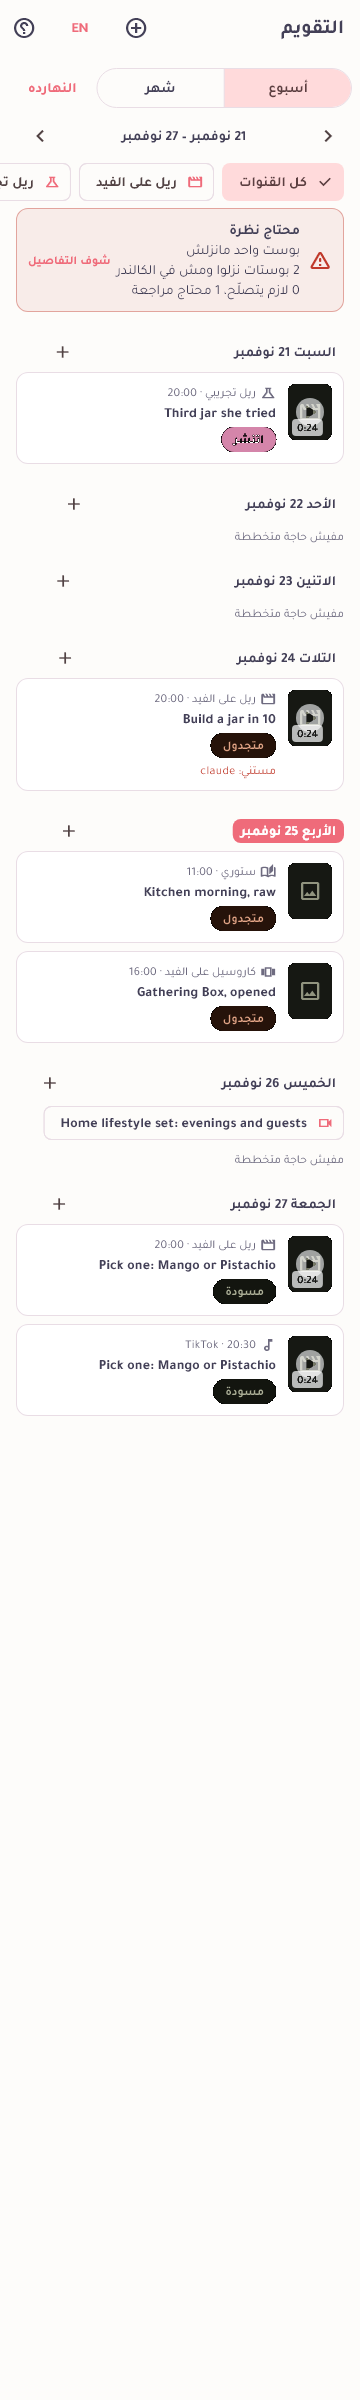 التقويم
EN
أسبوع
شهر
النهارده
21 نوفمبر – 27 نوفمبر
كل القنوات
ريل على الفيد
محتاج نظرة
بوست واحد مانزلش
2 بوستات نزلوا ومش في الكالندر
0 لازم يتصلّح، 1 محتاج مراجعة
شوف التفاصيل
السبت 21 نوفمبر
ريل تجريبي · 20:00
Third jar she tried
0:24
اتنشر
الأحد 22 نوفمبر
مفيش حاجة متخططة
الاتنين 23 نوفمبر
مفيش حاجة متخططة
التلات 24 نوفمبر
ريل على الفيد · 20:00
Build a jar in 10
0:24
متجدول
مستني: claude
الأربع 25 نوفمبر
ستوري · 11:00
Kitchen morning, raw
متجدول
كاروسيل على الفيد · 16:00
Gathering Box, opened
متجدول
الخميس 26 نوفمبر
Home lifestyle set: evenings and guests
مفيش حاجة متخططة
الجمعة 27 نوفمبر
ريل على الفيد · 20:00
Pick one: Mango or Pistachio
0:24
مسودة
TikTok · 20:30
Pick one: Mango or Pistachio
0:24
مسودة